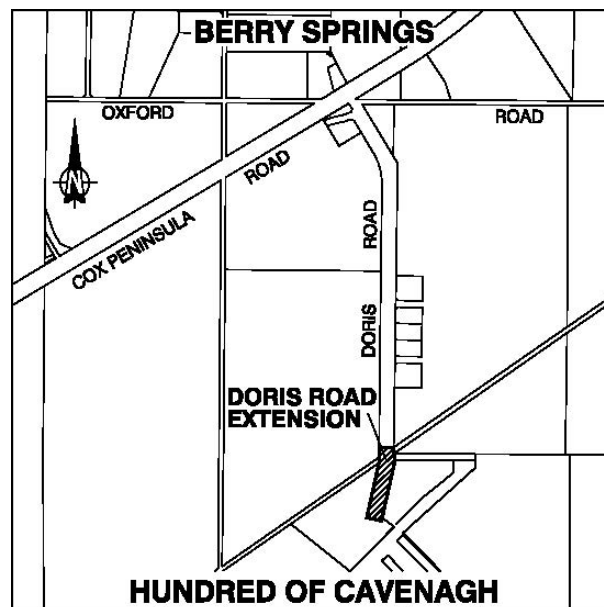 BERRY SPRINGS
OXFORD ROAD
N
COX PENINSULA ROAD
DORIS ROAD
DORIS ROAD
EXTENSION
HUNDRED OF CAVENAGH